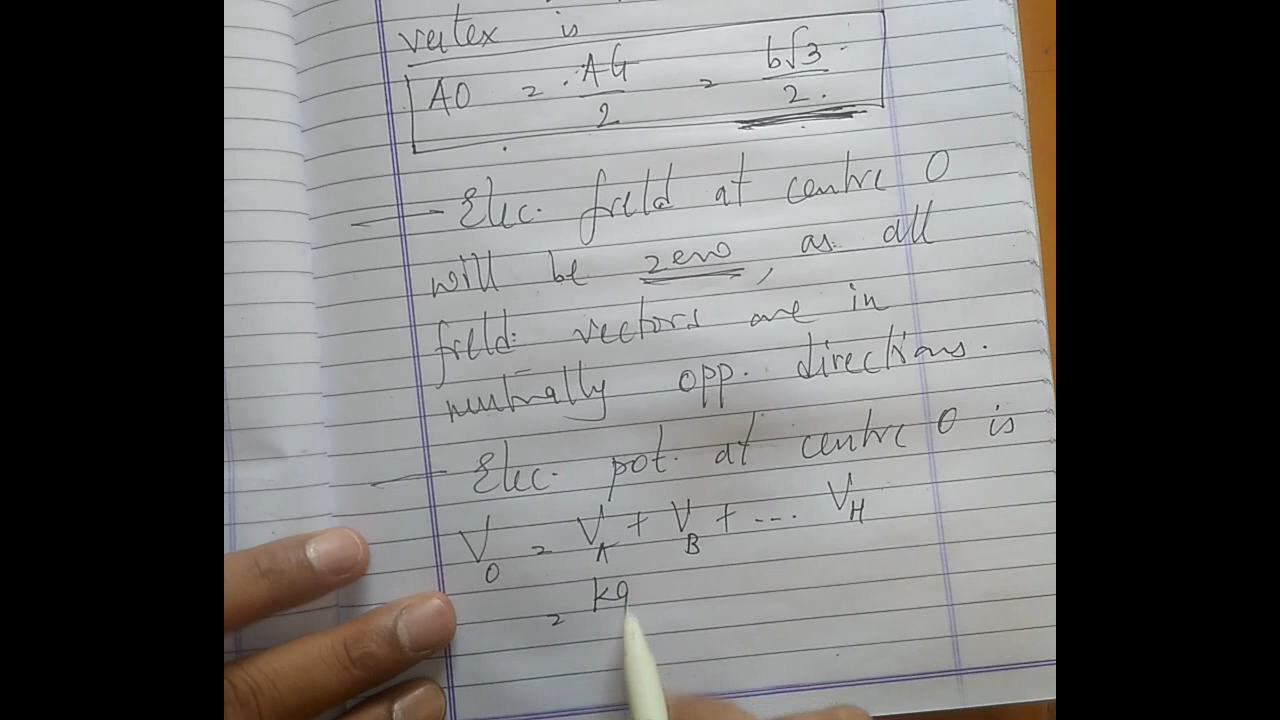 vertex is
AO = AG/2 = b√3/2.
Elec. field at centre O
will be zero, as all
field vectors are in
mutually opp. directions.
Elec. pot. at centre O is
V_O = V_A + V_B + .... V_H
= kq